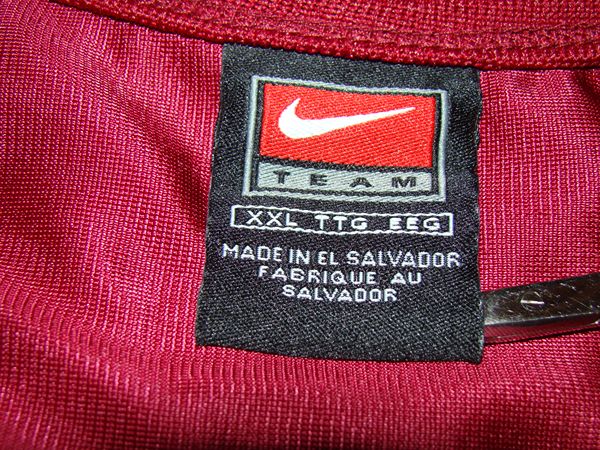 TEAM
XXL TTG EEG
MADE IN EL SALVADOR
FABRIQUE AU
SALVADOR